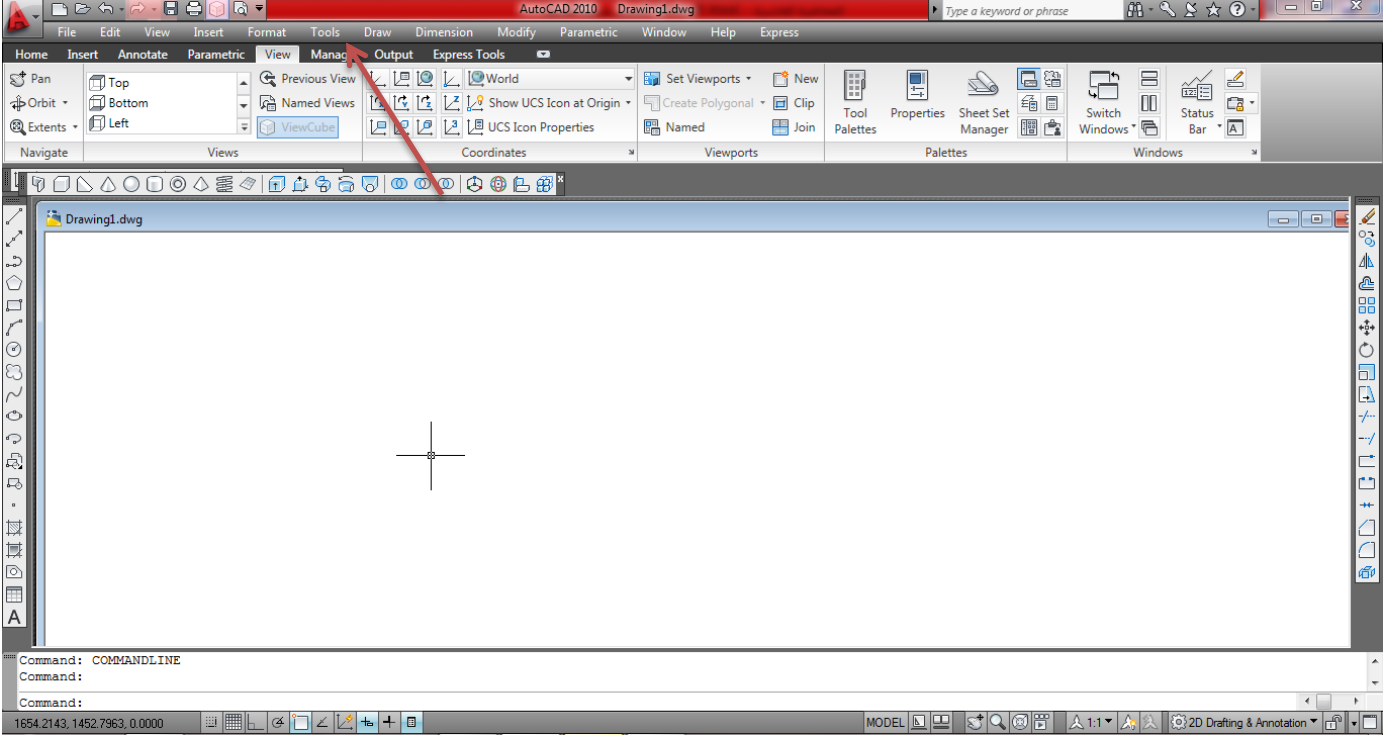 AutoCAD 2010 Drawing1.dwg Type a keyword or phrase
File Edit View Insert Format Tools Draw Dimension Modify Parametric Window Help Express
Home Insert Annotate Parametric View Manag Output Express Tools
Pan Top Previous View World Set Viewports New
Orbit Bottom Named Views Show UCS Icon at Origin Create Polygonal Clip Tool Palettes Properties Sheet Set Manager Switch Windows Status Bar
Extents Left ViewCube UCS Icon Properties Named Join
Navigate Views Coordinates Viewports Palettes Windows
Drawing1.dwg
Command: COMMANDLINE
Command:
Command:
1654.2143, 1452.7963, 0.0000 MODEL 1:1 2D Drafting & Annotation